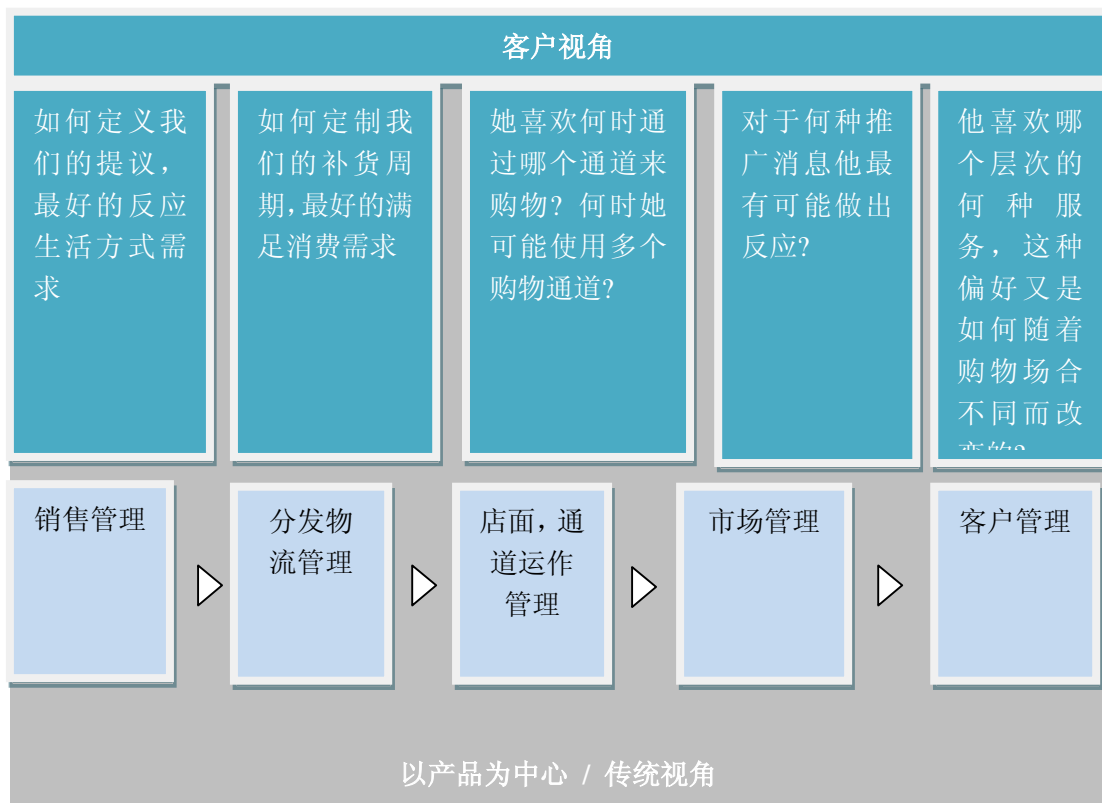 客户视角
如何定义我
们的提议，
最好的反应
生活方式需
求
如何定制我
们的补货周
期，最好的满
足消费需求
她喜欢何时通
过哪个通道来
购物？何时她
可能使用多个
购物通道？
对于何种推
广消息他最
有可能做出
反应？
他喜欢哪
个层次的
何种服
务，这种
偏好又是
如何随着
购物场合
不同而改
销售管理
分发物
流管理
店面，通
道运作
管理
市场管理
客户管理
以产品为中心 / 传统视角